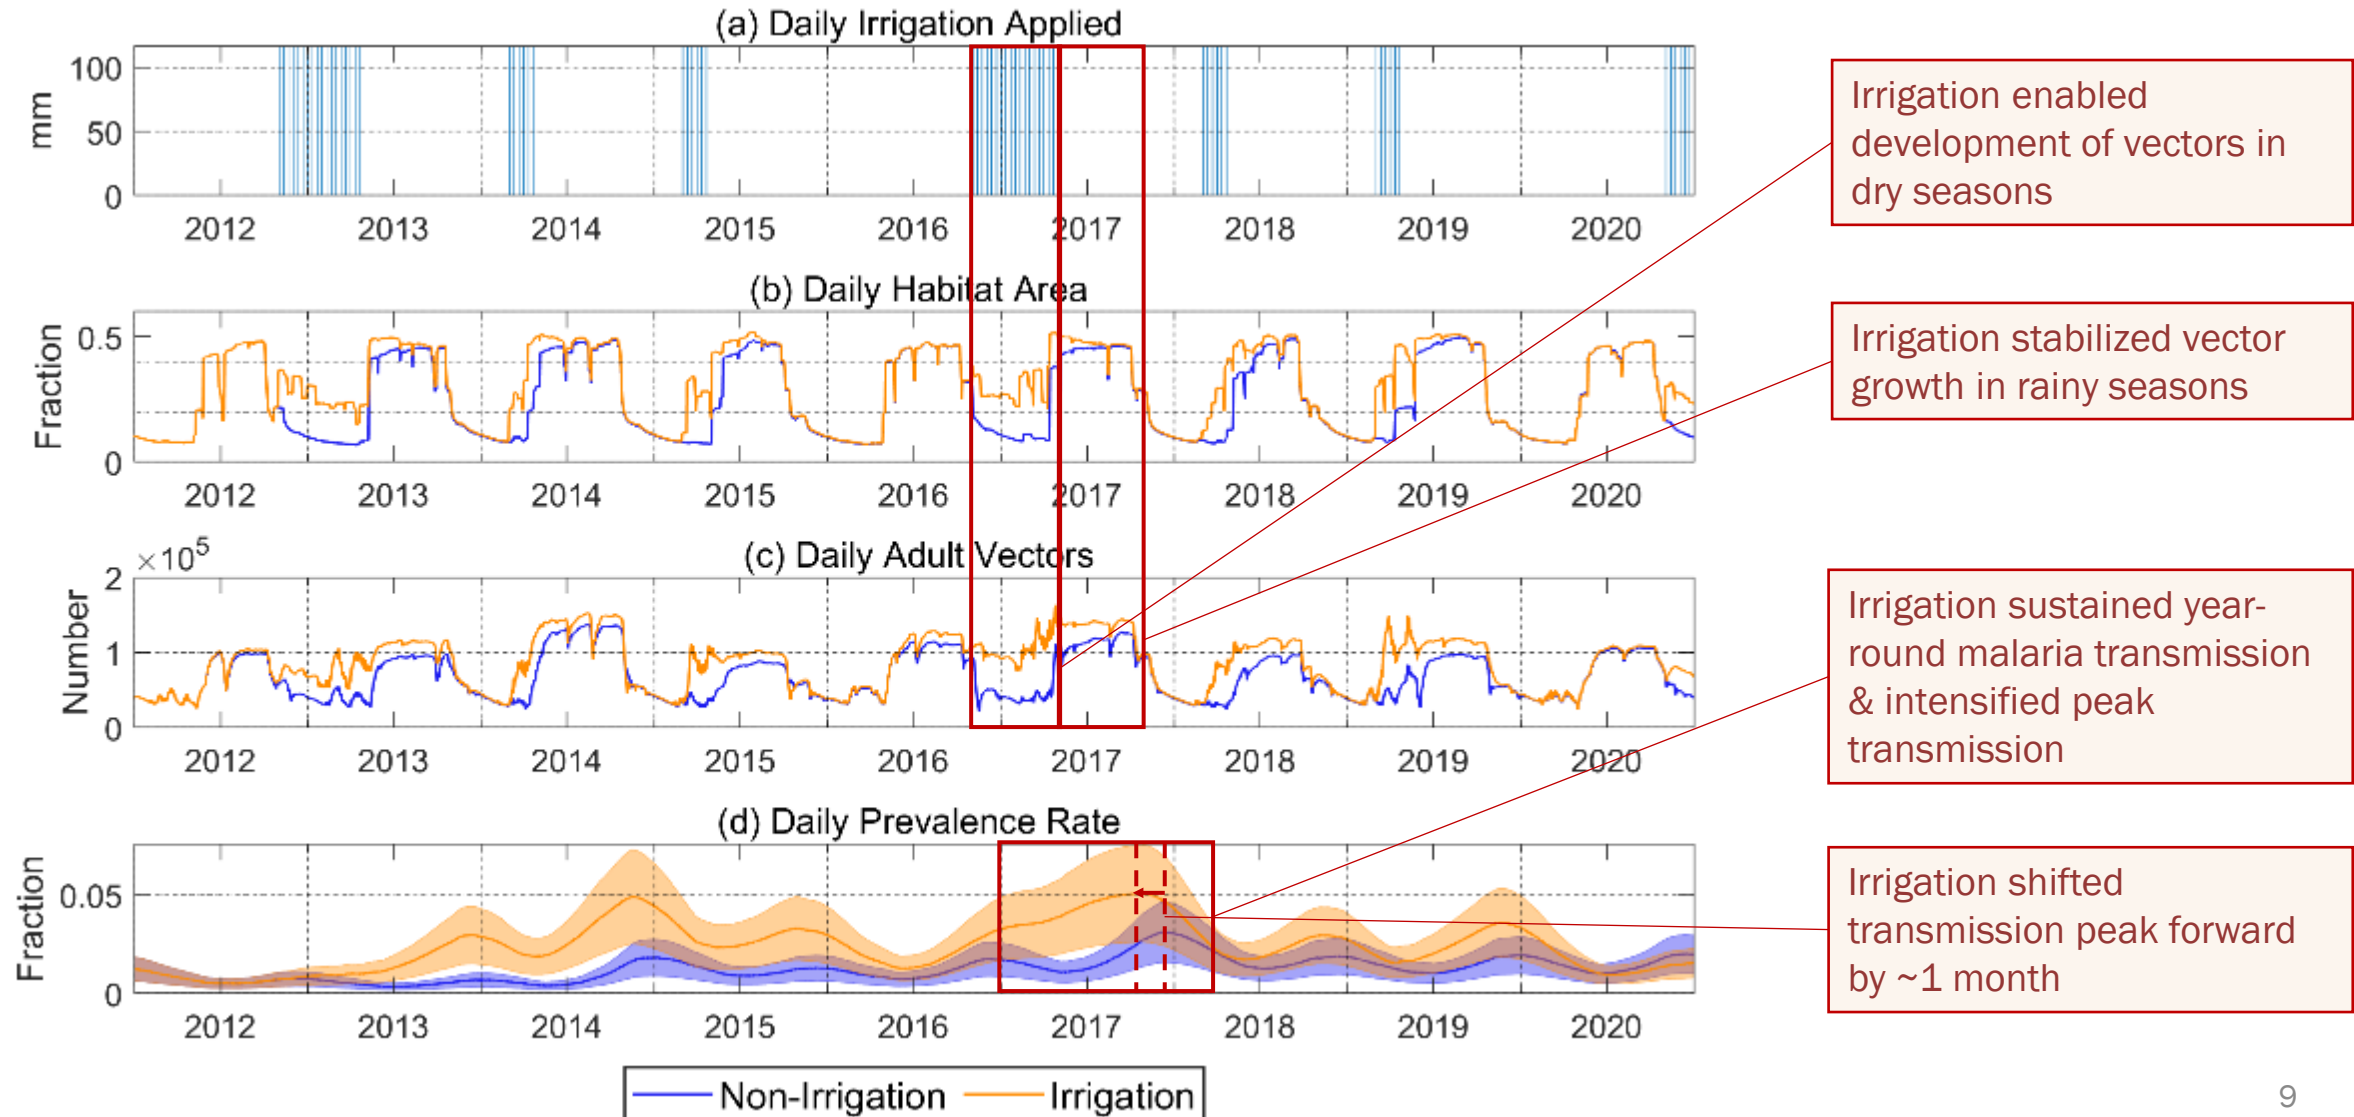 (a) Daily Irrigation Applied
100
50
0
mm
2012 2013 2014 2015 2016 2017 2018 2019 2020
(b) Daily Habitat Area
0.5
0
Fraction
2012 2013 2014 2015 2016 2017 2018 2019 2020
(c) Daily Adult Vectors
×10⁵
2
1
0
Number
2012 2013 2014 2015 2016 2017 2018 2019 2020
(d) Daily Prevalence Rate
0.05
0
Fraction
2012 2013 2014 2015 2016 2017 2018 2019 2020
Non-Irrigation Irrigation
Irrigation enabled
development of vectors in
dry seasons
Irrigation stabilized vector
growth in rainy seasons
Irrigation sustained year-
round malaria transmission
& intensified peak
transmission
Irrigation shifted
transmission peak forward
by ~1 month
9